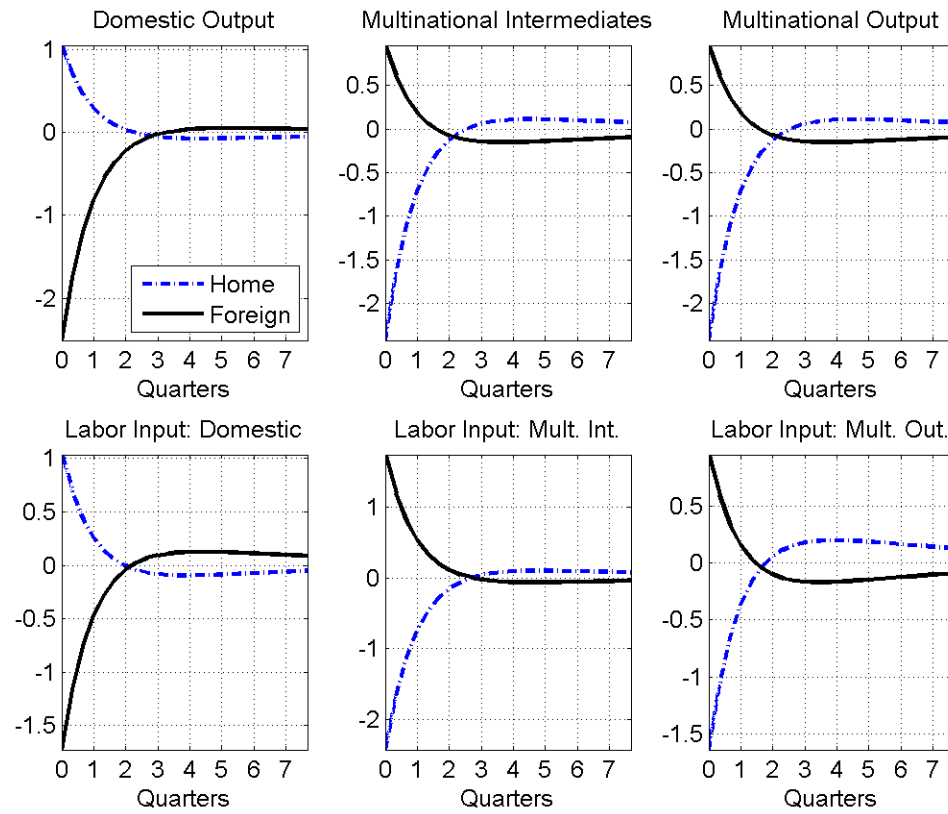 Domestic Output
Multinational Intermediates
Multinational Output
1
0
-1
-2
Home
Foreign
0 1 2 3 4 5 6 7
Quarters
0.5
0
-0.5
-1
-1.5
-2
0 1 2 3 4 5 6 7
Quarters
0.5
0
-0.5
-1
-1.5
-2
0 1 2 3 4 5 6 7
Quarters
Labor Input: Domestic
Labor Input: Mult. Int.
Labor Input: Mult. Out.
1
0.5
0
-0.5
-1
-1.5
0 1 2 3 4 5 6 7
Quarters
1
0
-1
-2
0 1 2 3 4 5 6 7
Quarters
0.5
0
-0.5
-1
-1.5
0 1 2 3 4 5 6 7
Quarters